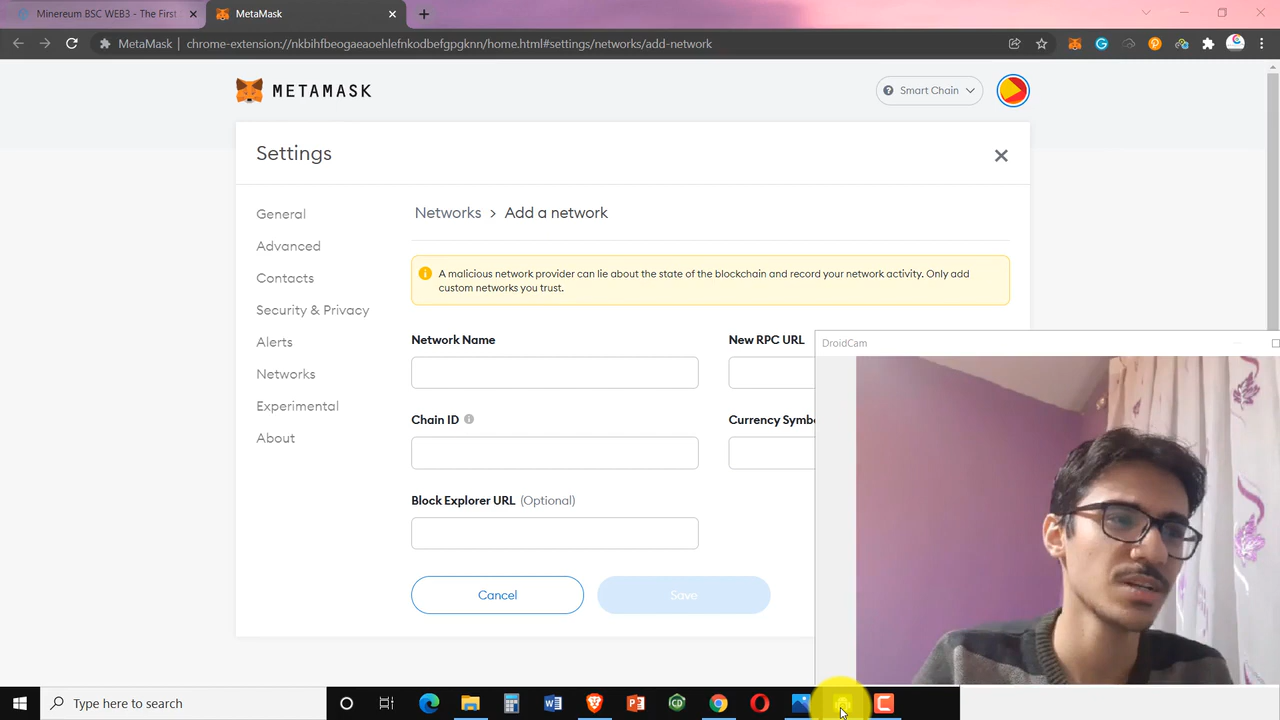 Minereum BSC WEB3 - The First
MetaMask
MetaMask
chrome-extension://nkbihfbeogaeaoehlefnkodbefgpgknn/home.html#settings/networks/add-network
METAMASK
Smart Chain
Settings
General
Advanced
Contacts
Security & Privacy
Alerts
Networks
Experimental
About
Networks > Add a network
A malicious network provider can lie about the state of the blockchain and record your network activity. Only add
custom networks you trust.
Network Name
New RPC URL
Chain ID
Currency Symbo
Block Explorer URL (Optional)
Cancel
Save
DroidCam
Type here to search